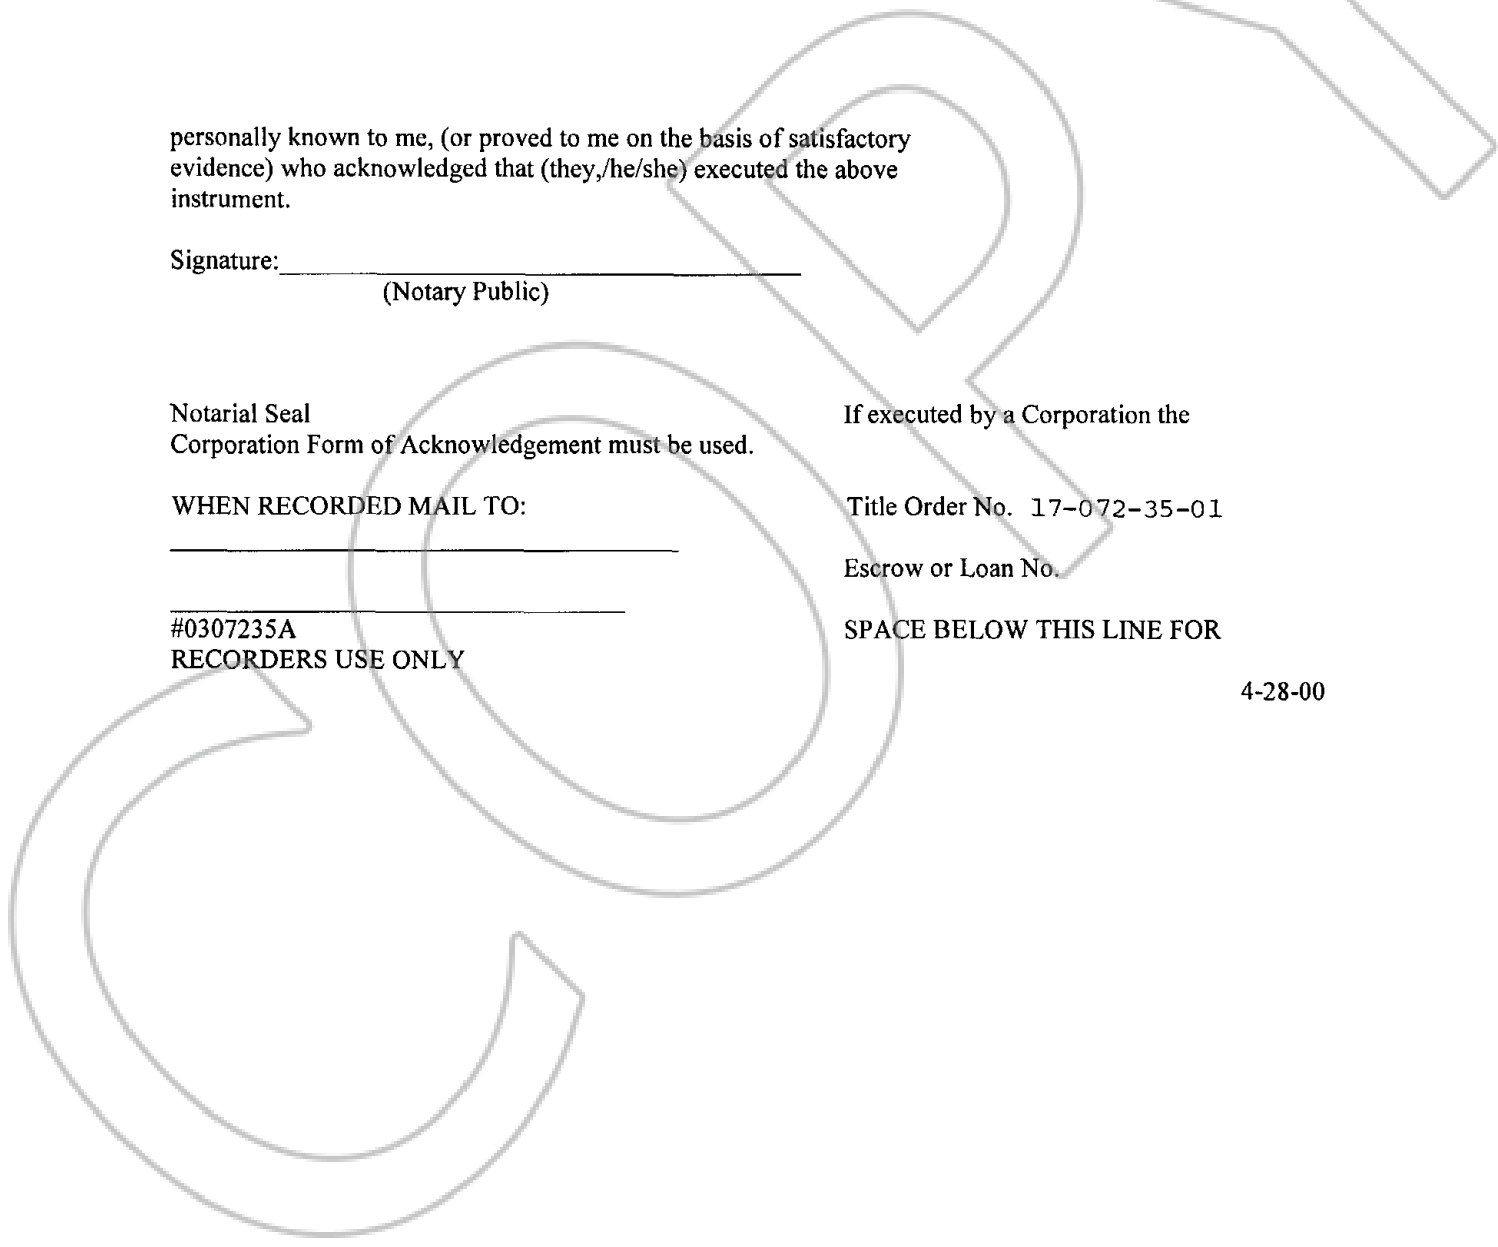 personally known to me, (or proved to me on the basis of satisfactory
evidence) who acknowledged that (they,/he/she) executed the above
instrument.
Signature:
(Notary Public)
Notarial Seal If executed by a Corporation the
Corporation Form of Acknowledgement must be used.
WHEN RECORDED MAIL TO: Title Order No. 17-072-35-01
Escrow or Loan No.
#0307235A SPACE BELOW THIS LINE FOR
RECORDERS USE ONLY
4-28-00
COPY